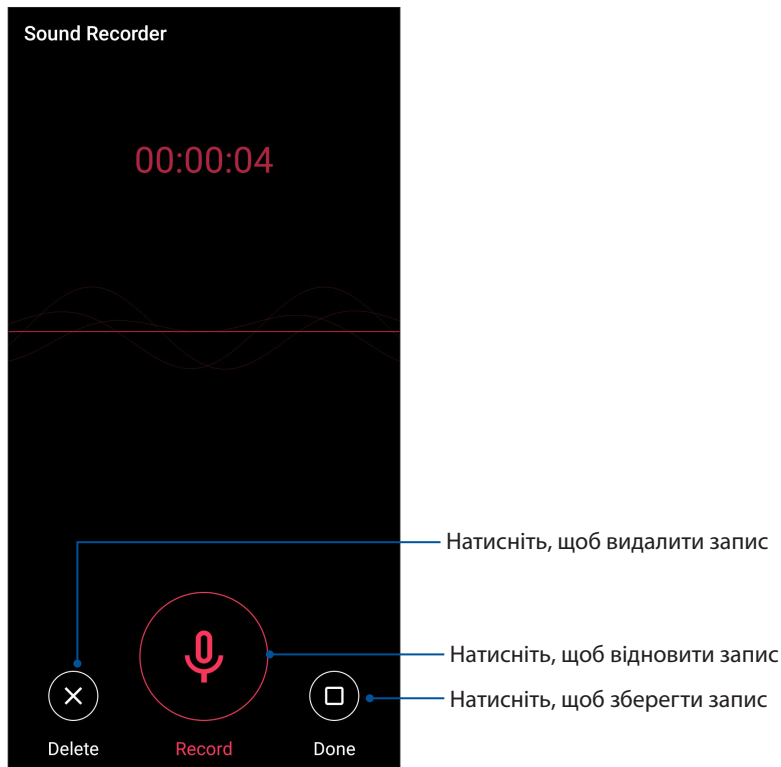 Sound Recorder
00:00:04
Натисніть, щоб видалити запис
Натисніть, щоб відновити запис
Натисніть, щоб зберегти запис
Delete
Record
Done